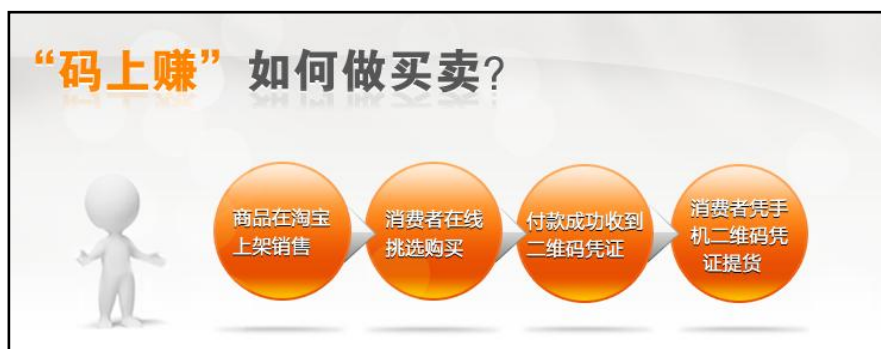 “码上赚”如何做买卖?
商品在淘宝
上架销售
消费者在线
挑选购买
付款成功收到
二维码凭证
消费者凭手
机二维码凭
证提货